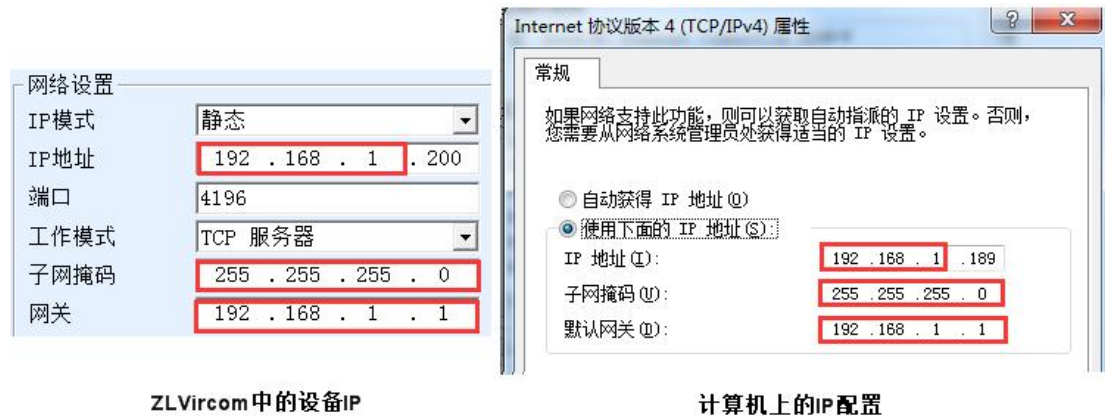 网络设置
IP模式 静态
IP地址 192 . 168 . 1 . 200
端口 4196
工作模式 TCP 服务器
子网掩码 255 . 255 . 255 . 0
网关 192 . 168 . 1 . 1
ZLVircom中的设备IP
Internet 协议版本 4 (TCP/IPv4) 属性
常规
如果网络支持此功能，则可以获取自动指派的 IP 设置。否则，
您需要从网络系统管理员处获得适当的 IP 设置。
自动获得 IP 地址(O)
使用下面的 IP 地址(S):
IP 地址(I): 192 .168 . 1 .189
子网掩码(U): 255 .255 .255 . 0
默认网关(D): 192 .168 . 1 . 1
计算机上的IP配置